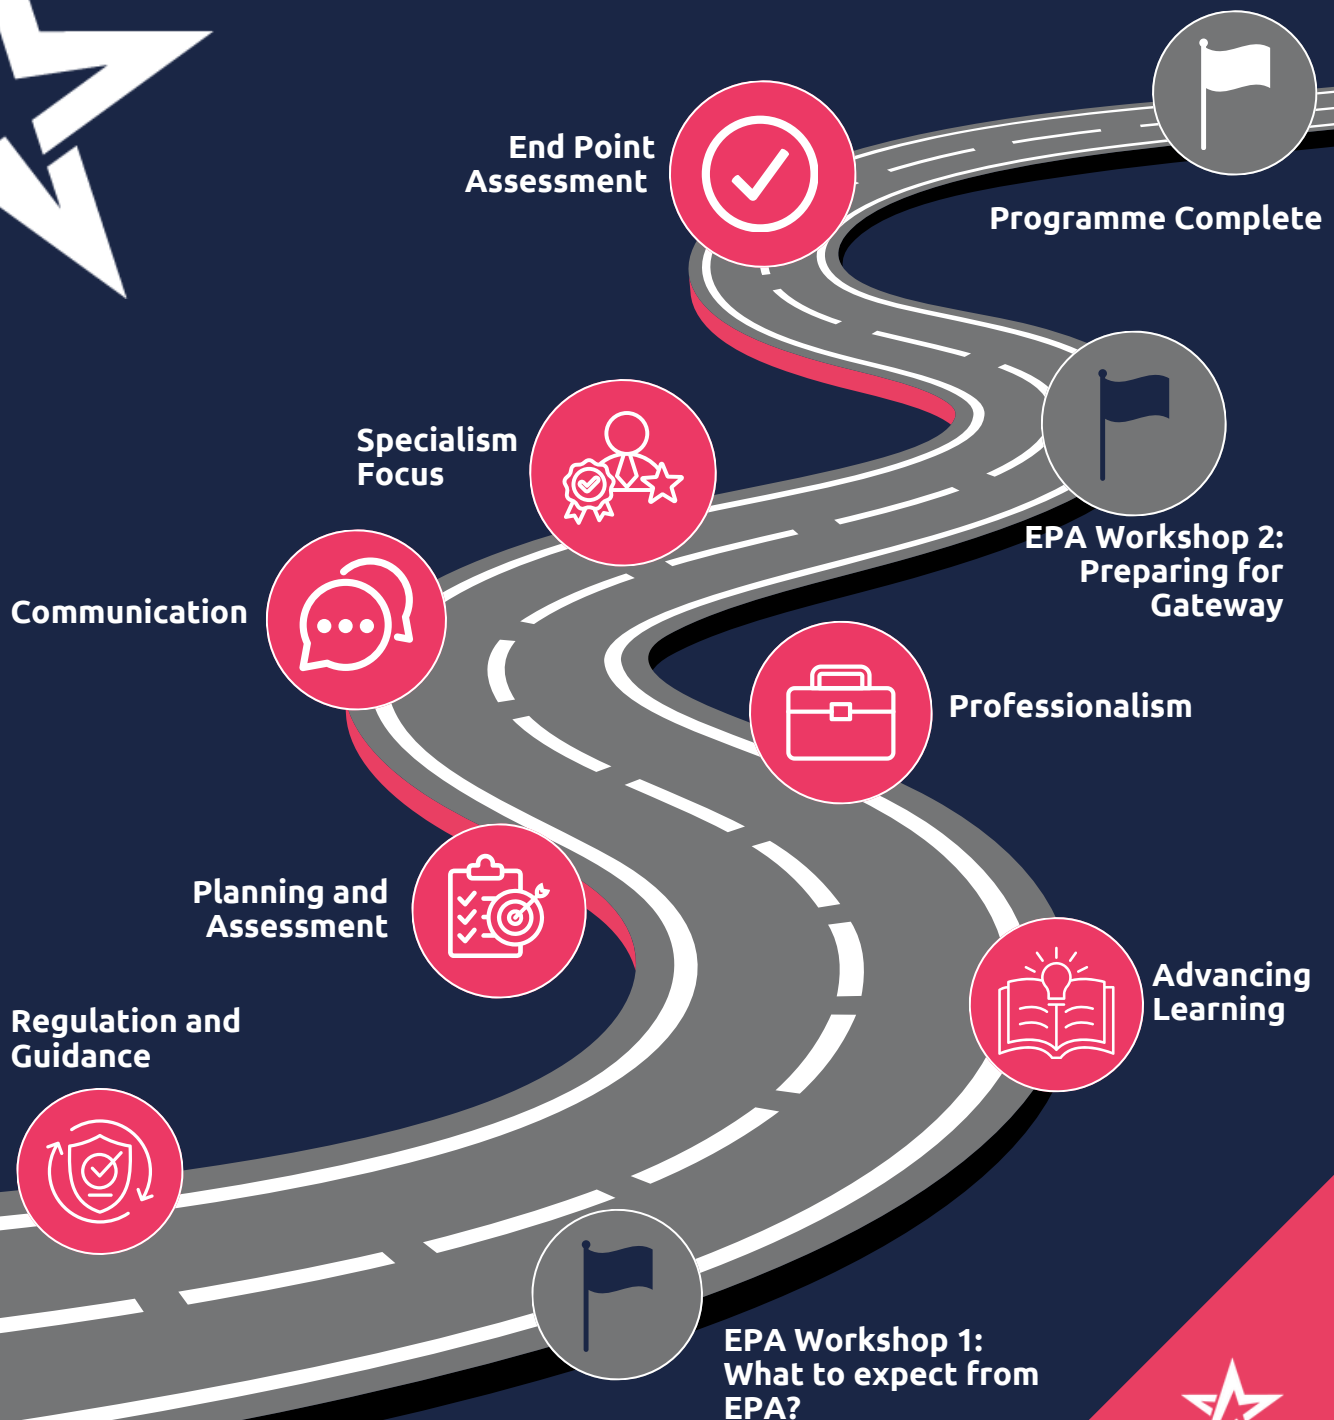 End Point
Assessment
Programme Complete
Specialism
Focus
EPA Workshop 2:
Preparing for
Gateway
Communication
Professionalism
Planning and
Assessment
Advancing
Learning
Regulation and
Guidance
EPA Workshop 1:
What to expect from
EPA?